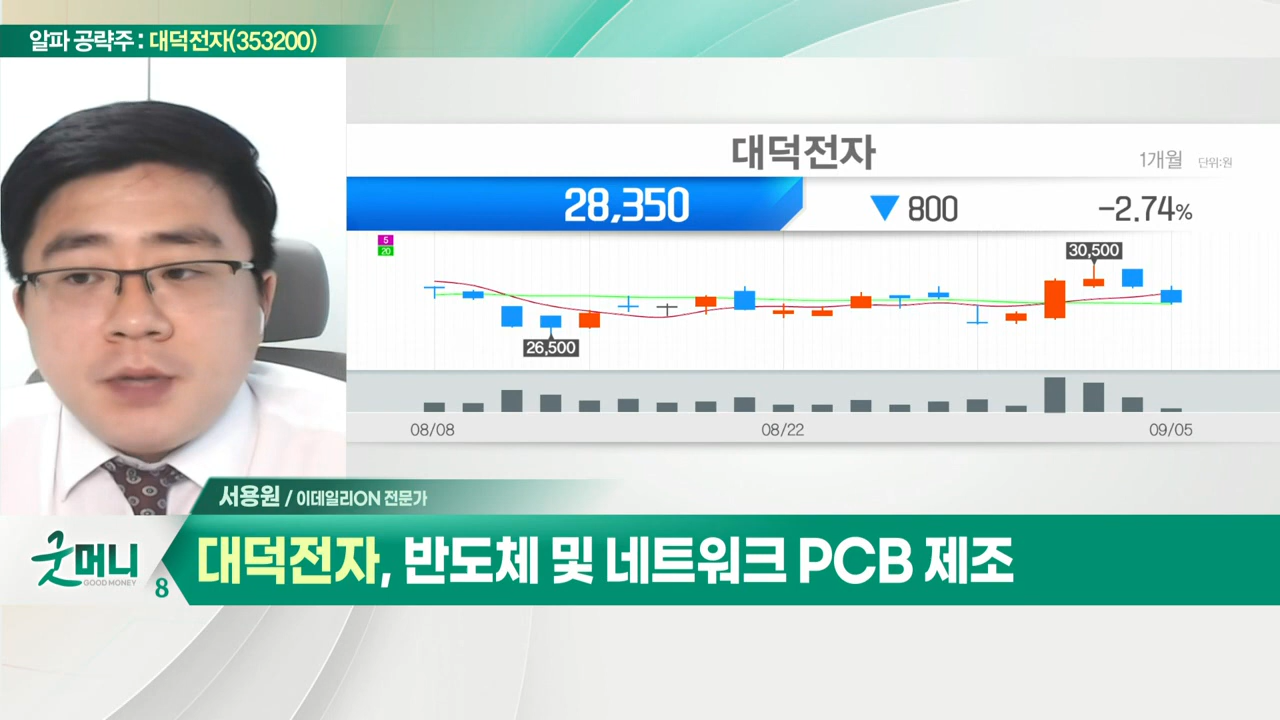 알파 공략주 : 대덕전자(353200)
대덕전자
1개월 단위:원
28,350 ▼ 800 -2.74%
5
20
30,500
26,500
08/08 08/22 09/05
서용원 / 이데일리ON 전문가
굿머니
GOOD MONEY
8
대덕전자, 반도체 및 네트워크 PCB 제조